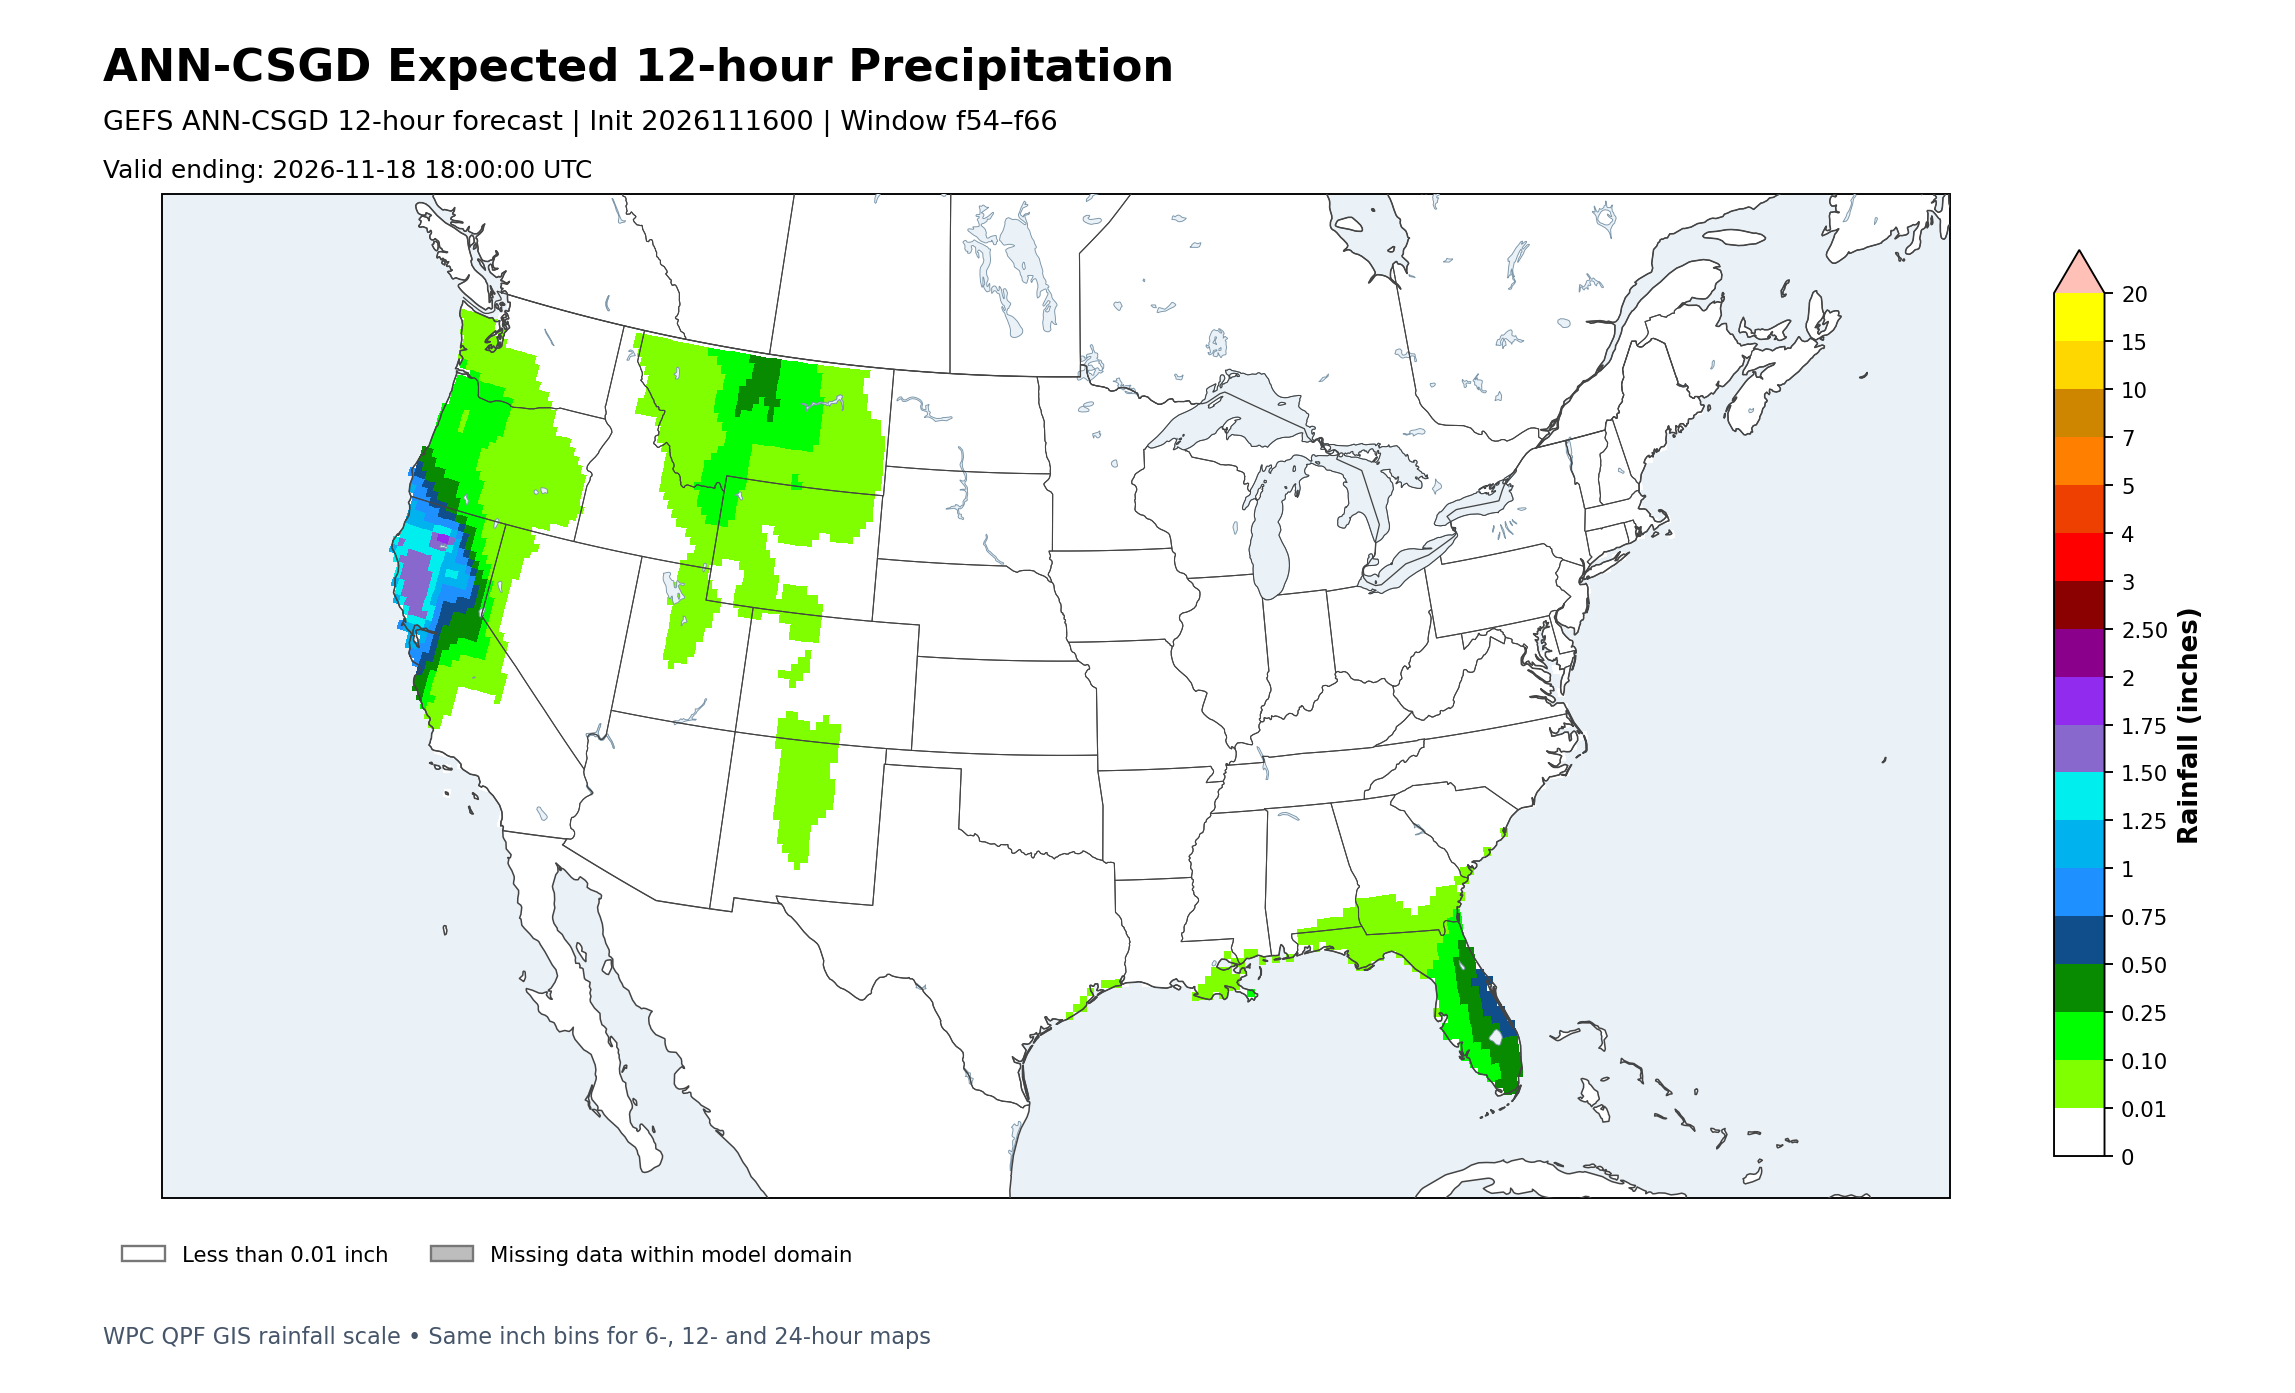 ANN-CSGD Expected 12-hour Precipitation
GEFS ANN-CSGD 12-hour forecast | Init 2026111600 | Window f54–f66
Valid ending: 2026-11-18 18:00:00 UTC
20
15
10
7
5
4
3
2.50
2
1.75
1.50
1.25
1
0.75
0.50
0.25
0.10
0.01
0
Rainfall (inches)
Less than 0.01 inch
Missing data within model domain
WPC QPF GIS rainfall scale • Same inch bins for 6-, 12- and 24-hour maps